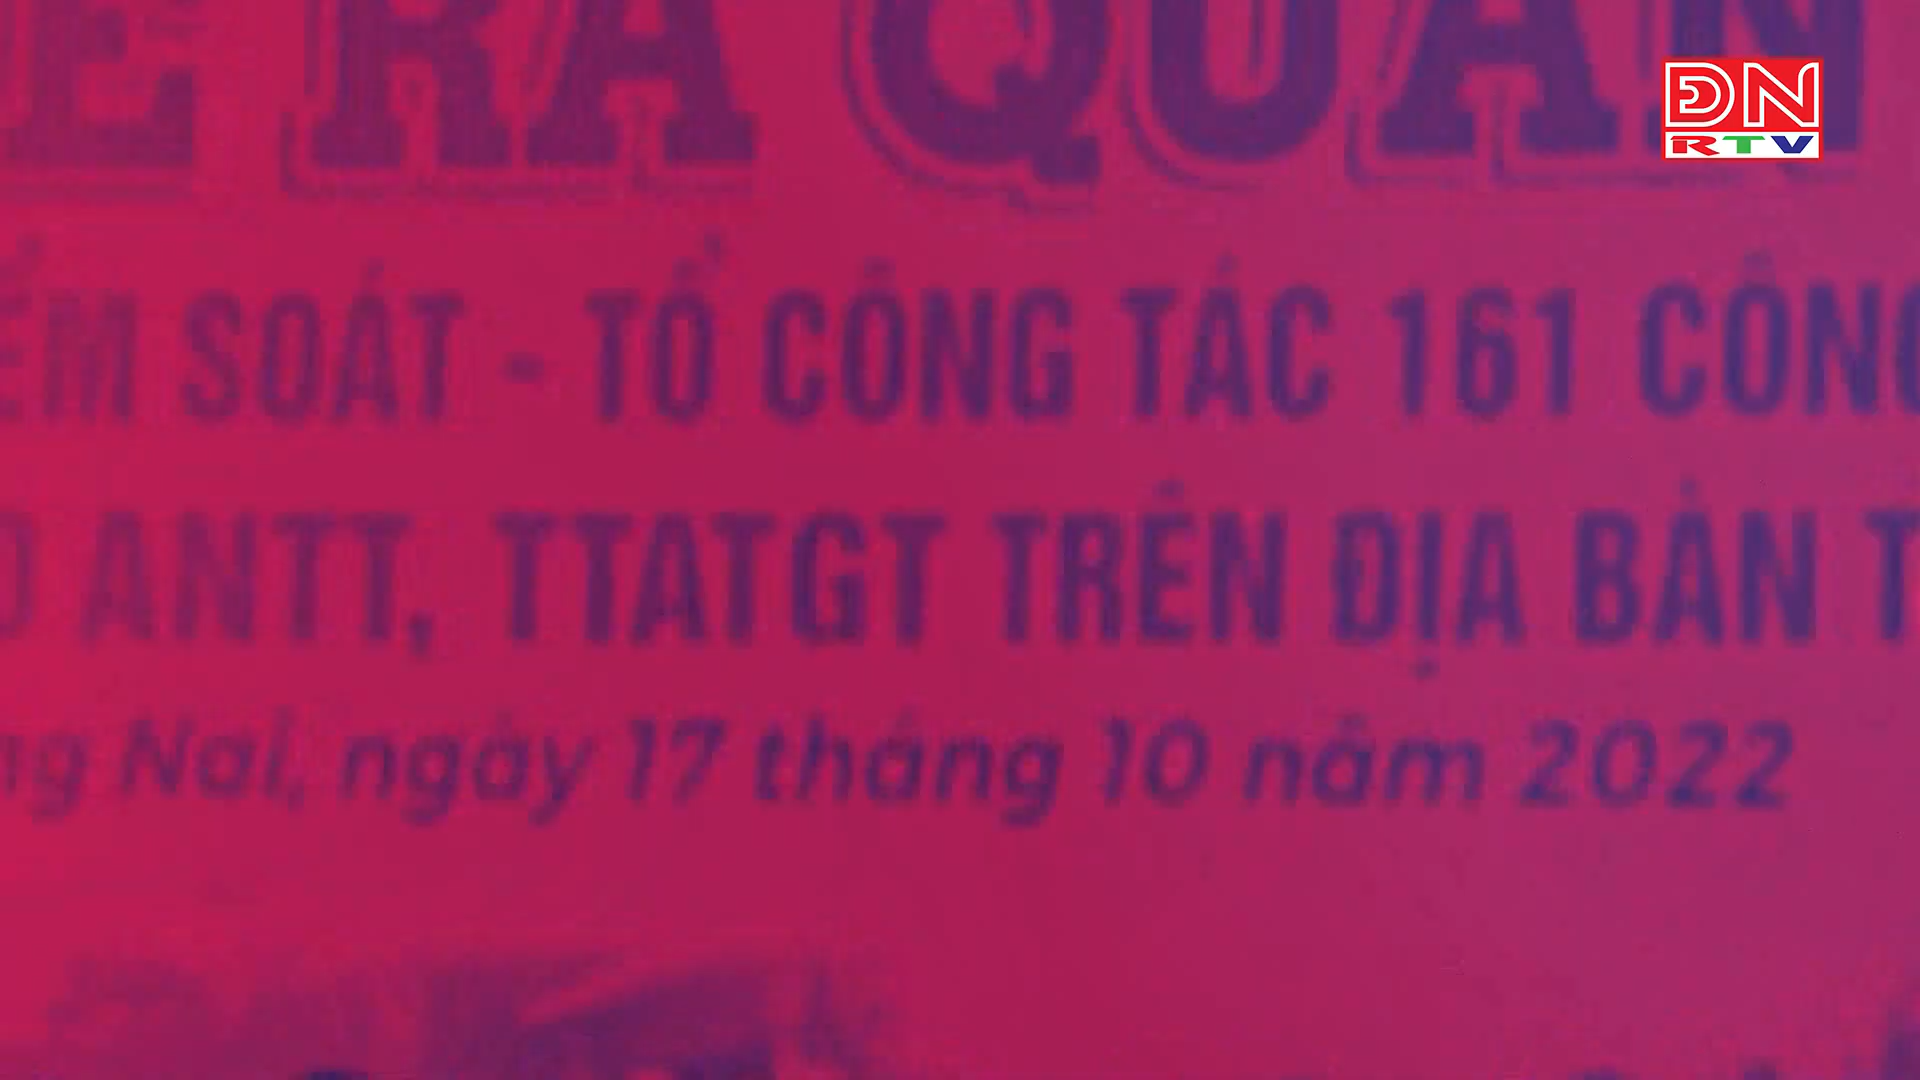 RA QUÂN
SOÁT - TỔ CÔNG TÁC 161 CÔNG
ANTT, TTATGT TRÊN ĐỊA BÀN T
ng Nai, ngày 17 tháng 10 năm 2022
ĐN
RTV